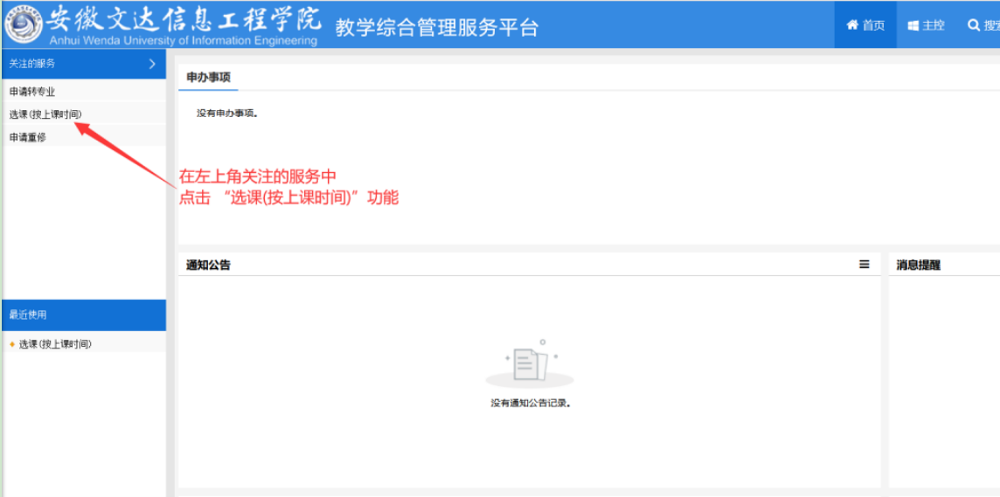 安徽文达信息工程学院
Anhui Wenda University of Information Engineering
教学综合管理服务平台
首页
主控
搜索
关注的服务
申请转专业
选课(按上课时间)
申请重修
申办事项
没有申办事项。
在左上角关注的服务中
点击 “选课(按上课时间)”功能
通知公告
消息提醒
没有通知公告记录。
最近使用
选课(按上课时间)